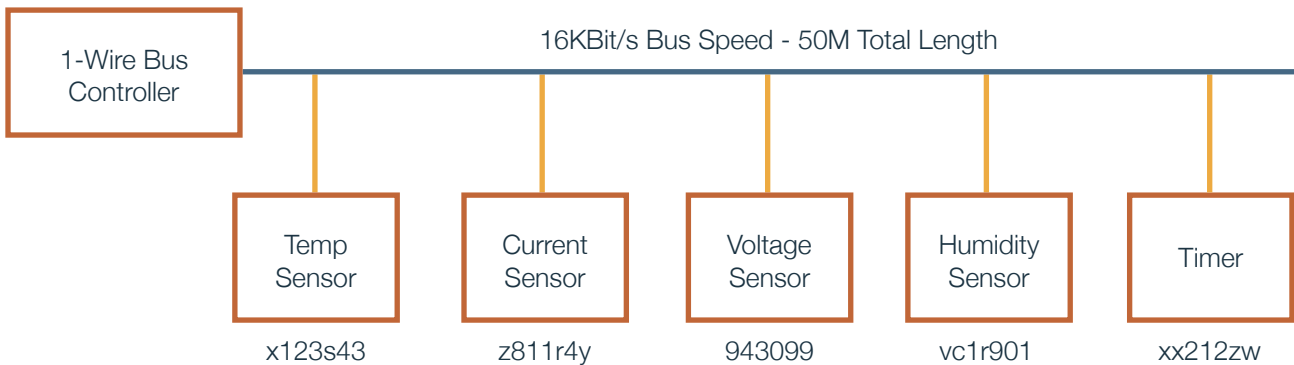 1-Wire Bus
Controller
16KBit/s Bus Speed - 50M Total Length
Temp
Sensor
Current
Sensor
Voltage
Sensor
Humidity
Sensor
Timer
x123s43
z811r4y
943099
vc1r901
xx212zw